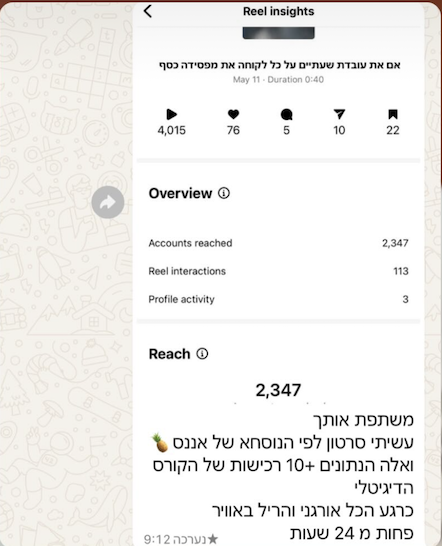 Reel insights
אם את עובדת שעתיים על כל לקוחה את מפסידה כסף
May 11 · Duration 0:40
4,015 76 5 10 22
Overview
Accounts reached 2,347
Reel interactions 113
Profile activity 3
Reach
2,347
משתפת אותך
עשיתי סרטון לפי הנוסחא של אננס 🍍
ואלה הנתונים +10 רכישות של הקורס
הדיגיטלי
כרגע הכל אורגני והריל באוויר
פחות מ 24 שעות
נערכה 9:12